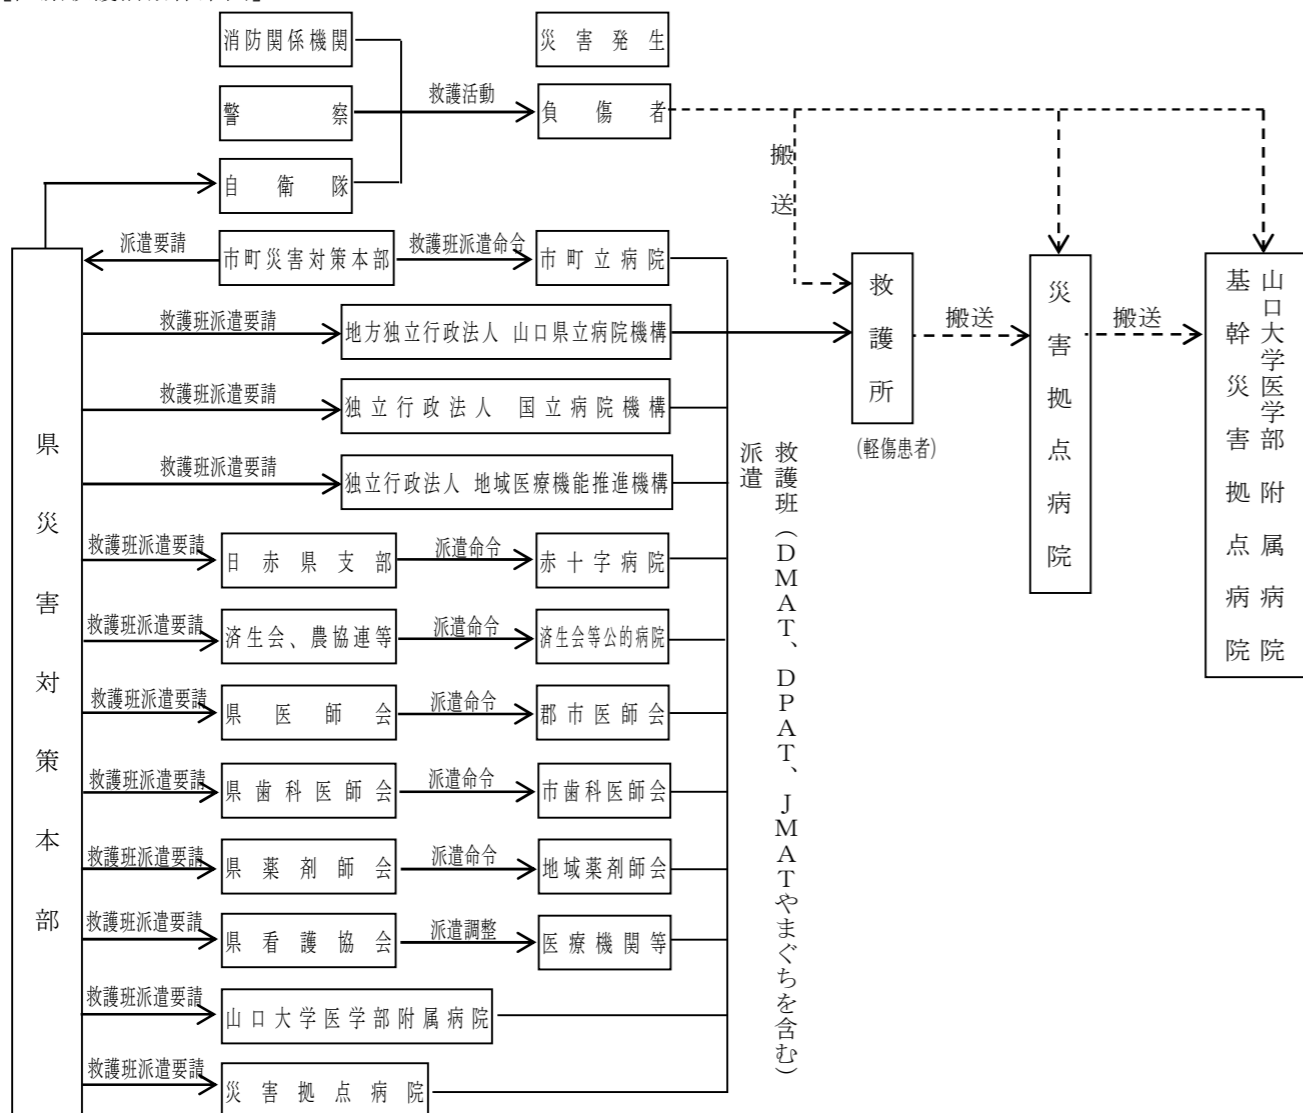 消防関係機関
災害発生
警察
救護活動
負傷者
搬送
自衛隊
派遣要請
市町災害対策本部
救護班派遣命令
市町立病院
県災害対策本部
救護班派遣要請
地方独立行政法人 山口県立病院機構
救護班派遣要請
独立行政法人 国立病院機構
救護班派遣要請
独立行政法人 地域医療機能推進機構
救護班派遣要請
日赤県支部
派遣命令
赤十字病院
救護班派遣要請
済生会、農協連等
派遣命令
済生会等公的病院
救護班派遣要請
県医師会
派遣命令
郡市医師会
救護班派遣要請
県歯科医師会
派遣命令
市歯科医師会
救護班派遣要請
県薬剤師会
派遣命令
地域薬剤師会
救護班派遣要請
県看護協会
派遣調整
医療機関等
救護班派遣要請
山口大学医学部附属病院
救護班派遣要請
災害拠点病院
救護班(DMAT、DPAT、JMATやまぐちを含む)
派遣
救護所
(軽傷患者)
搬送
災害拠点病院
搬送
山口大学医学部附属病院
基幹災害拠点病院